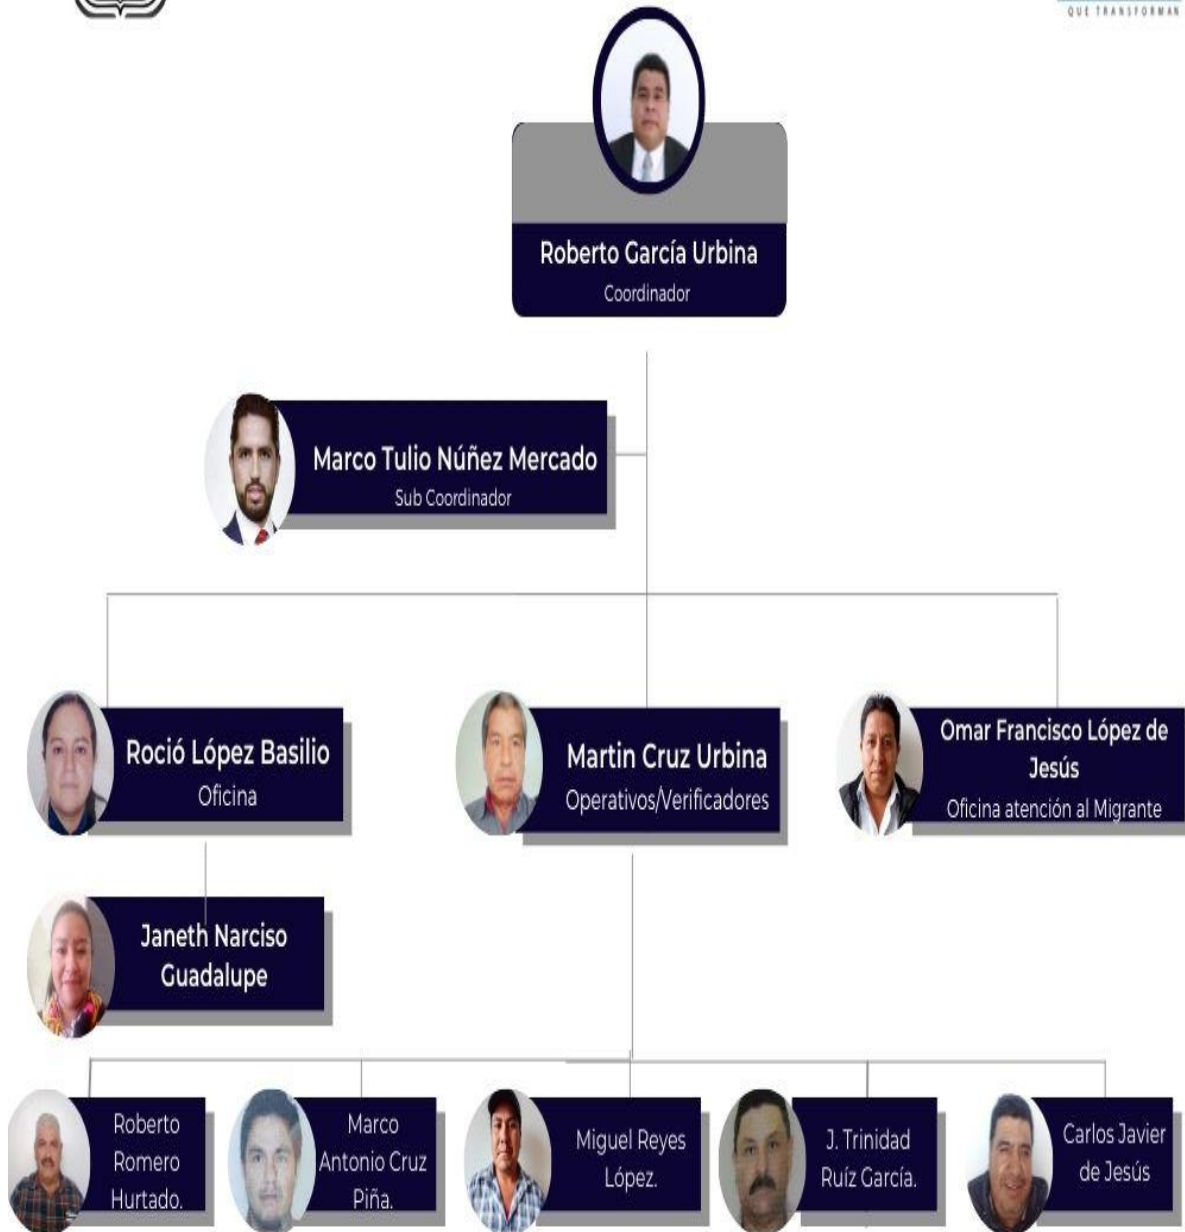 QUE TRANSFORMAN
Roberto García Urbina
Coordinador
Marco Tulio Núñez Mercado
Sub Coordinador
Roció López Basilio
Oficina
Martin Cruz Urbina
Operativos/Verificadores
Omar Francisco López de
Jesús
Oficina atención al Migrante
Janeth Narciso
Guadalupe
Roberto
Romero
Hurtado.
Marco
Antonio Cruz
Piña.
Miguel Reyes
López.
J. Trinidad
Ruíz García.
Carlos Javier
de Jesús